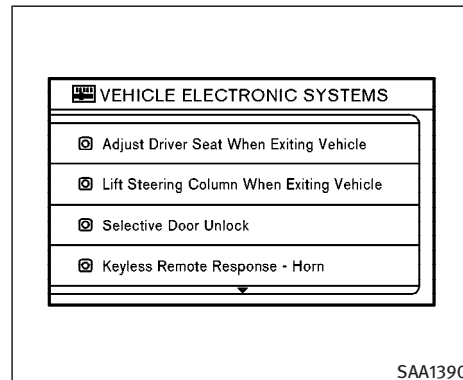 VEHICLE ELECTRONIC SYSTEMS
Adjust Driver Seat When Exiting Vehicle
Lift Steering Column When Exiting Vehicle
Selective Door Unlock
Keyless Remote Response - Horn
SAA1390